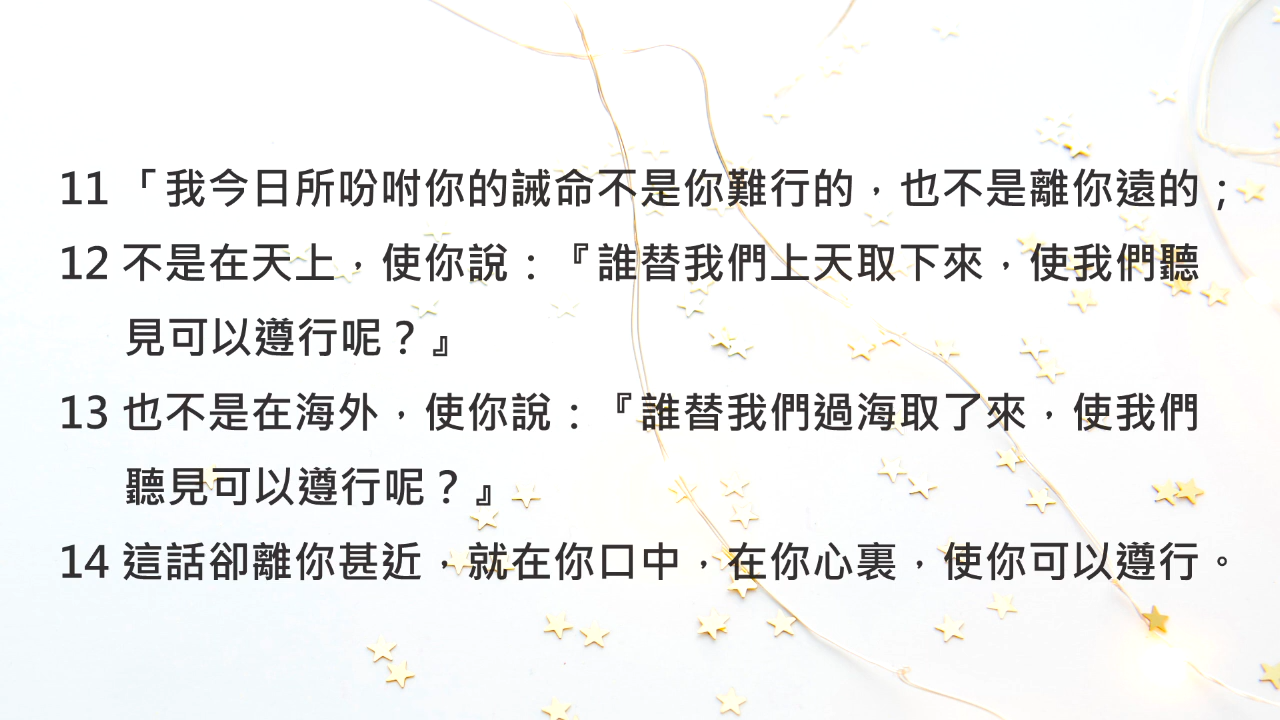 11 「我今日所吩咐你的誡命不是你難行的，也不是離你遠的；
12 不是在天上，使你說：『誰替我們上天取下來，使我們聽
見可以遵行呢？』
13 也不是在海外，使你說：『誰替我們過海取了來，使我們
聽見可以遵行呢？』
14 這話卻離你甚近，就在你口中，在你心裏，使你可以遵行。